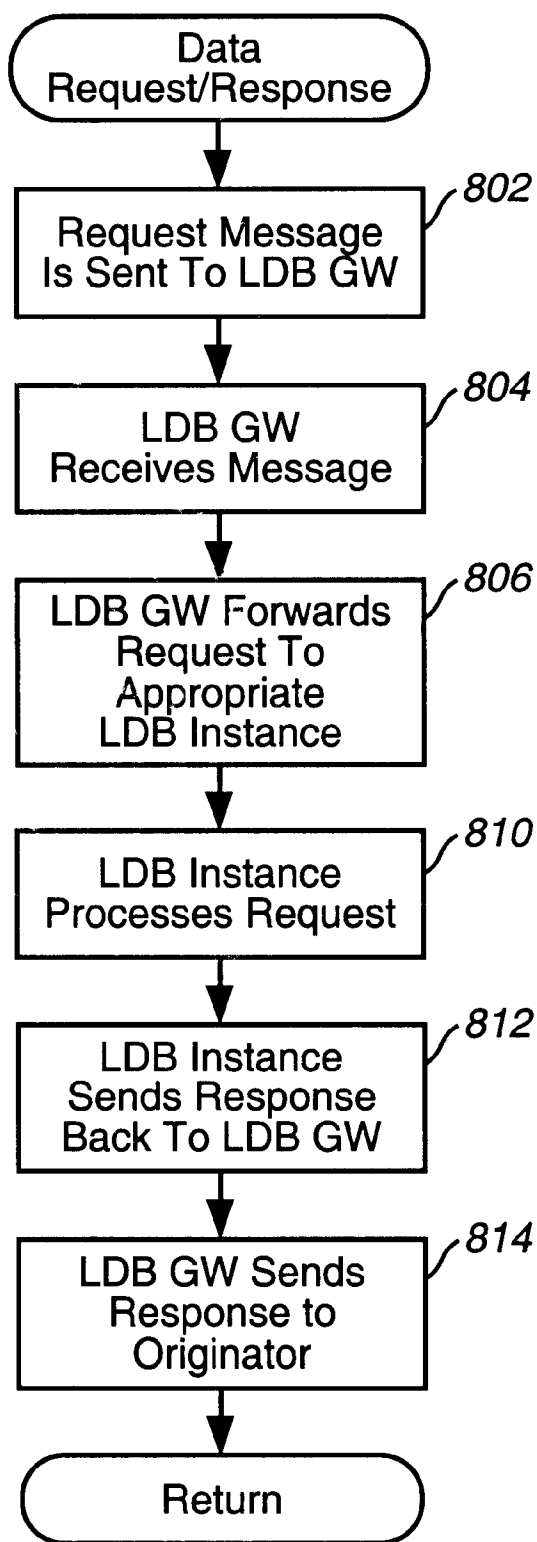 Data
Request/Response
802
Request Message
Is Sent To LDB GW
804
LDB GW
Receives Message
806
LDB GW Forwards
Request To
Appropriate
LDB Instance
810
LDB Instance
Processes Request
812
LDB Instance
Sends Response
Back To LDB GW
814
LDB GW Sends
Response to
Originator
Return